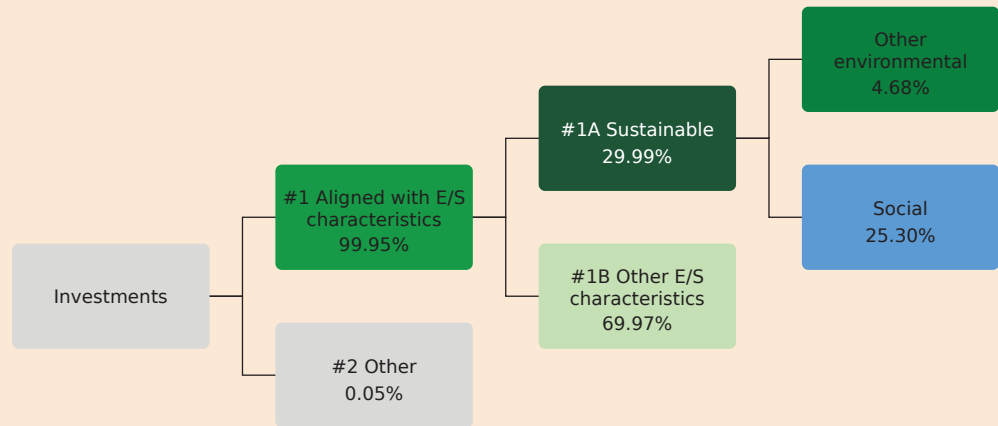 Investments
#1 Aligned with E/S
characteristics
99.95%
#2 Other
0.05%
#1A Sustainable
29.99%
#1B Other E/S
characteristics
69.97%
Other
environmental
4.68%
Social
25.30%